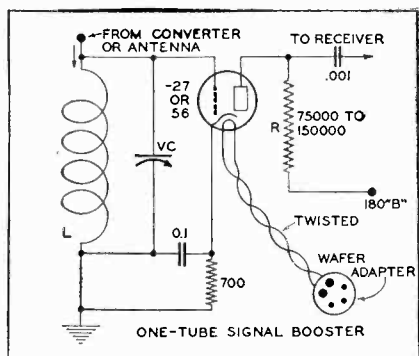 FROM CONVERTER
OR ANTENNA
TO RECEIVER
.001
-27
OR
56
R
75000 TO
150000
VC
L
180"B"
0.1
TWISTED
700
WAFER
ADAPTER
ONE-TUBE SIGNAL BOOSTER